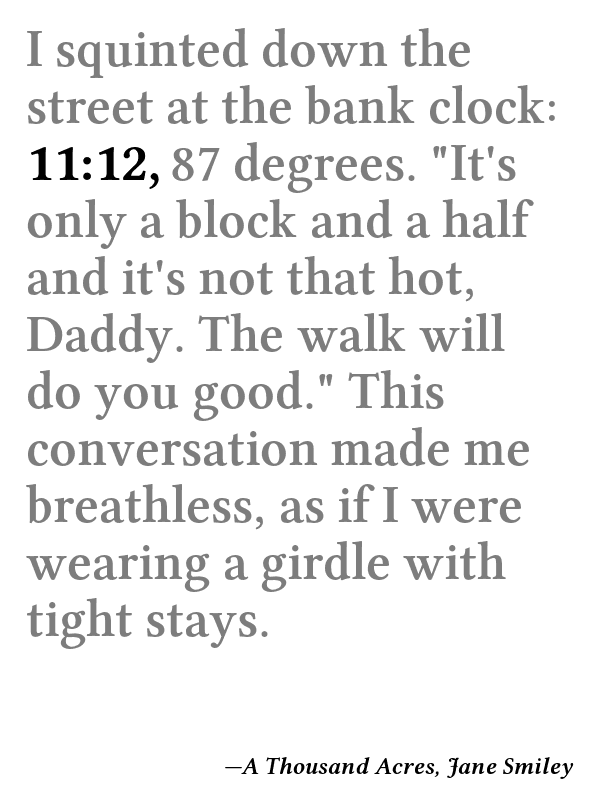 I squinted down the
street at the bank clock:
11:12, 87 degrees. "It's
only a block and a half
and it's not that hot,
Daddy. The walk will
do you good." This
conversation made me
breathless, as if I were
wearing a girdle with
tight stays.
—A Thousand Acres, Jane Smiley